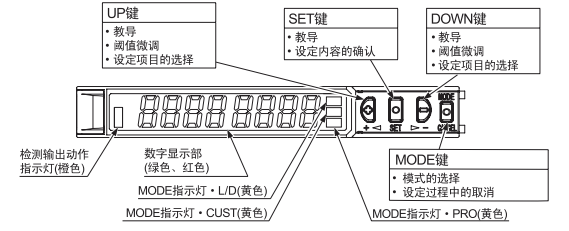 UP键
• 教导
• 阈值微调
• 设定项目的选择
SET键
• 教导
• 设定内容的确认
DOWN键
• 教导
• 阈值微调
• 设定项目的选择
MODE
+ ◁ SET ▷ − CANCEL
检测输出动作
指示灯(橙色)
数字显示部
(绿色、红色)
MODE指示灯・L/D(黄色)
MODE指示灯・CUST(黄色)
MODE指示灯・PRO(黄色)
MODE键
• 模式的选择
• 设定过程中的取消